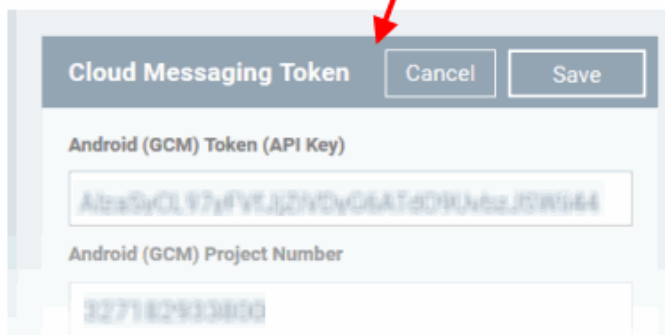 Cloud Messaging Token Cancel Save
Android (GCM) Token (API Key)
Android (GCM) Project Number